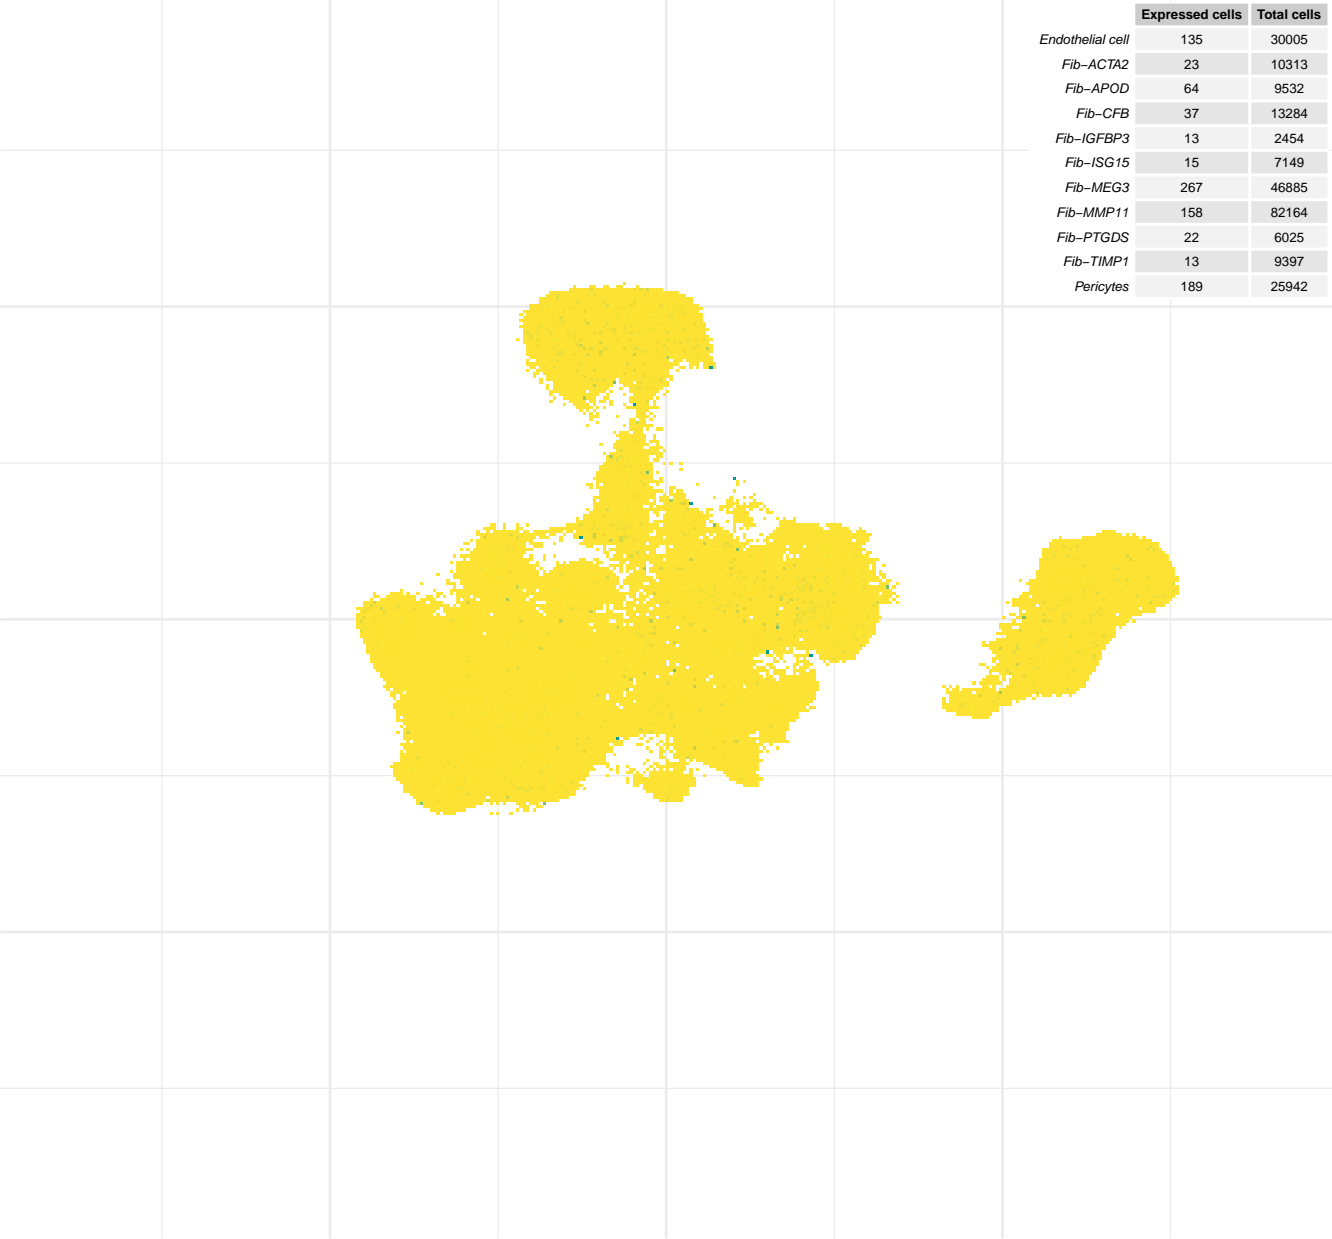 Expressed cells Total cells
Endothelial cell 135 30005
Fib−ACTA2 23 10313
Fib−APOD 64 9532
Fib−CFB 37 13284
Fib−IGFBP3 13 2454
Fib−ISG15 15 7149
Fib−MEG3 267 46885
Fib−MMP11 158 82164
Fib−PTGDS 22 6025
Fib−TIMP1 13 9397
Pericytes 189 25942